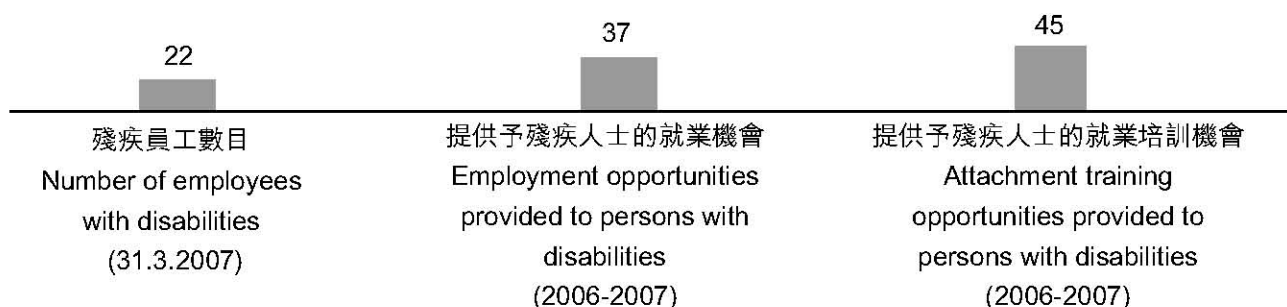 22
殘疾員工數目
Number of employees
with disabilities
(31.3.2007)
37
提供予殘疾人士的就業機會
Employment opportunities
provided to persons with
disabilities
(2006-2007)
45
提供予殘疾人士的就業培訓機會
Attachment training
opportunities provided to
persons with disabilities
(2006-2007)